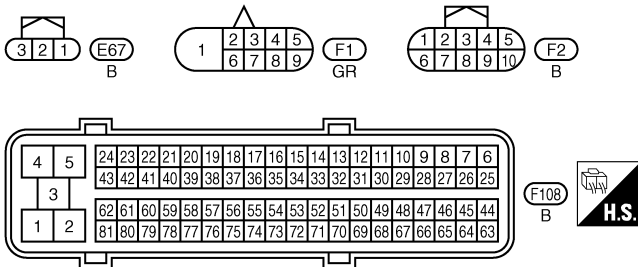 3 2 1 E67 B
1 2 3 4 5 F1 GR
6 7 8 9
1 2 3 4 5 F2 B
6 7 8 9 10
4 5 24 23 22 21 20 19 18 17 16 15 14 13 12 11 10 9 8 7 6
43 42 41 40 39 38 37 36 35 34 33 32 31 30 29 28 27 26 25
3 F108 B
1 2 62 61 60 59 58 57 56 55 54 53 52 51 50 49 48 47 46 45 44
81 80 79 78 77 76 75 74 73 72 71 70 69 68 67 66 65 64 63
H.S.